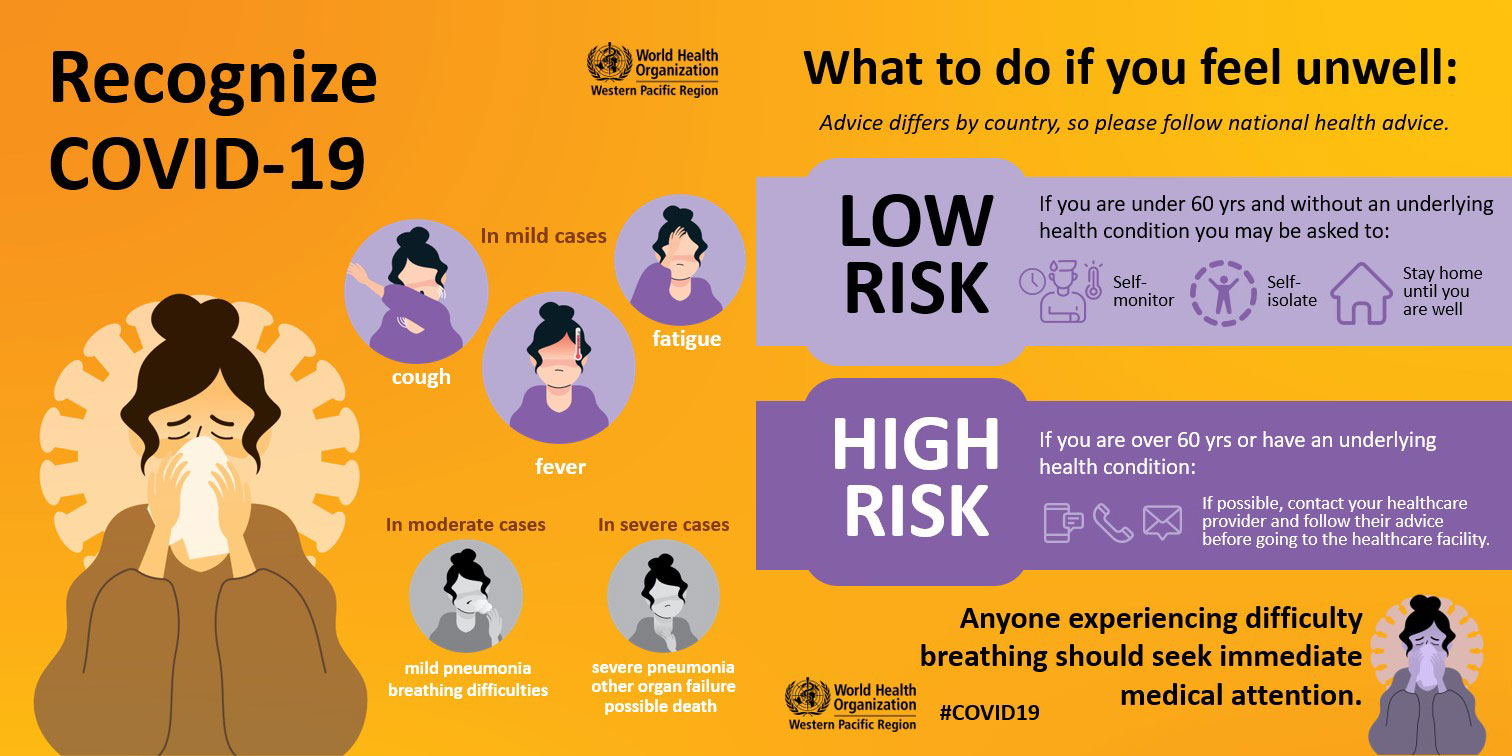 Recognize
COVID-19
World Health
Organization
Western Pacific Region
In mild cases
cough
fever
fatigue
In moderate cases
mild pneumonia
breathing difficulties
In severe cases
severe pneumonia
other organ failure
possible death
What to do if you feel unwell:
Advice differs by country, so please follow national health advice.
LOW
RISK
If you are under 60 yrs and without an underlying
health condition you may be asked to:
Self-
monitor
Self-
isolate
Stay home
until you
are well
HIGH
RISK
If you are over 60 yrs or have an underlying
health condition:
If possible, contact your healthcare
provider and follow their advice
before going to the healthcare facility.
Anyone experiencing difficulty
breathing should seek immediate
medical attention.
World Health
Organization
Western Pacific Region
#COVID19